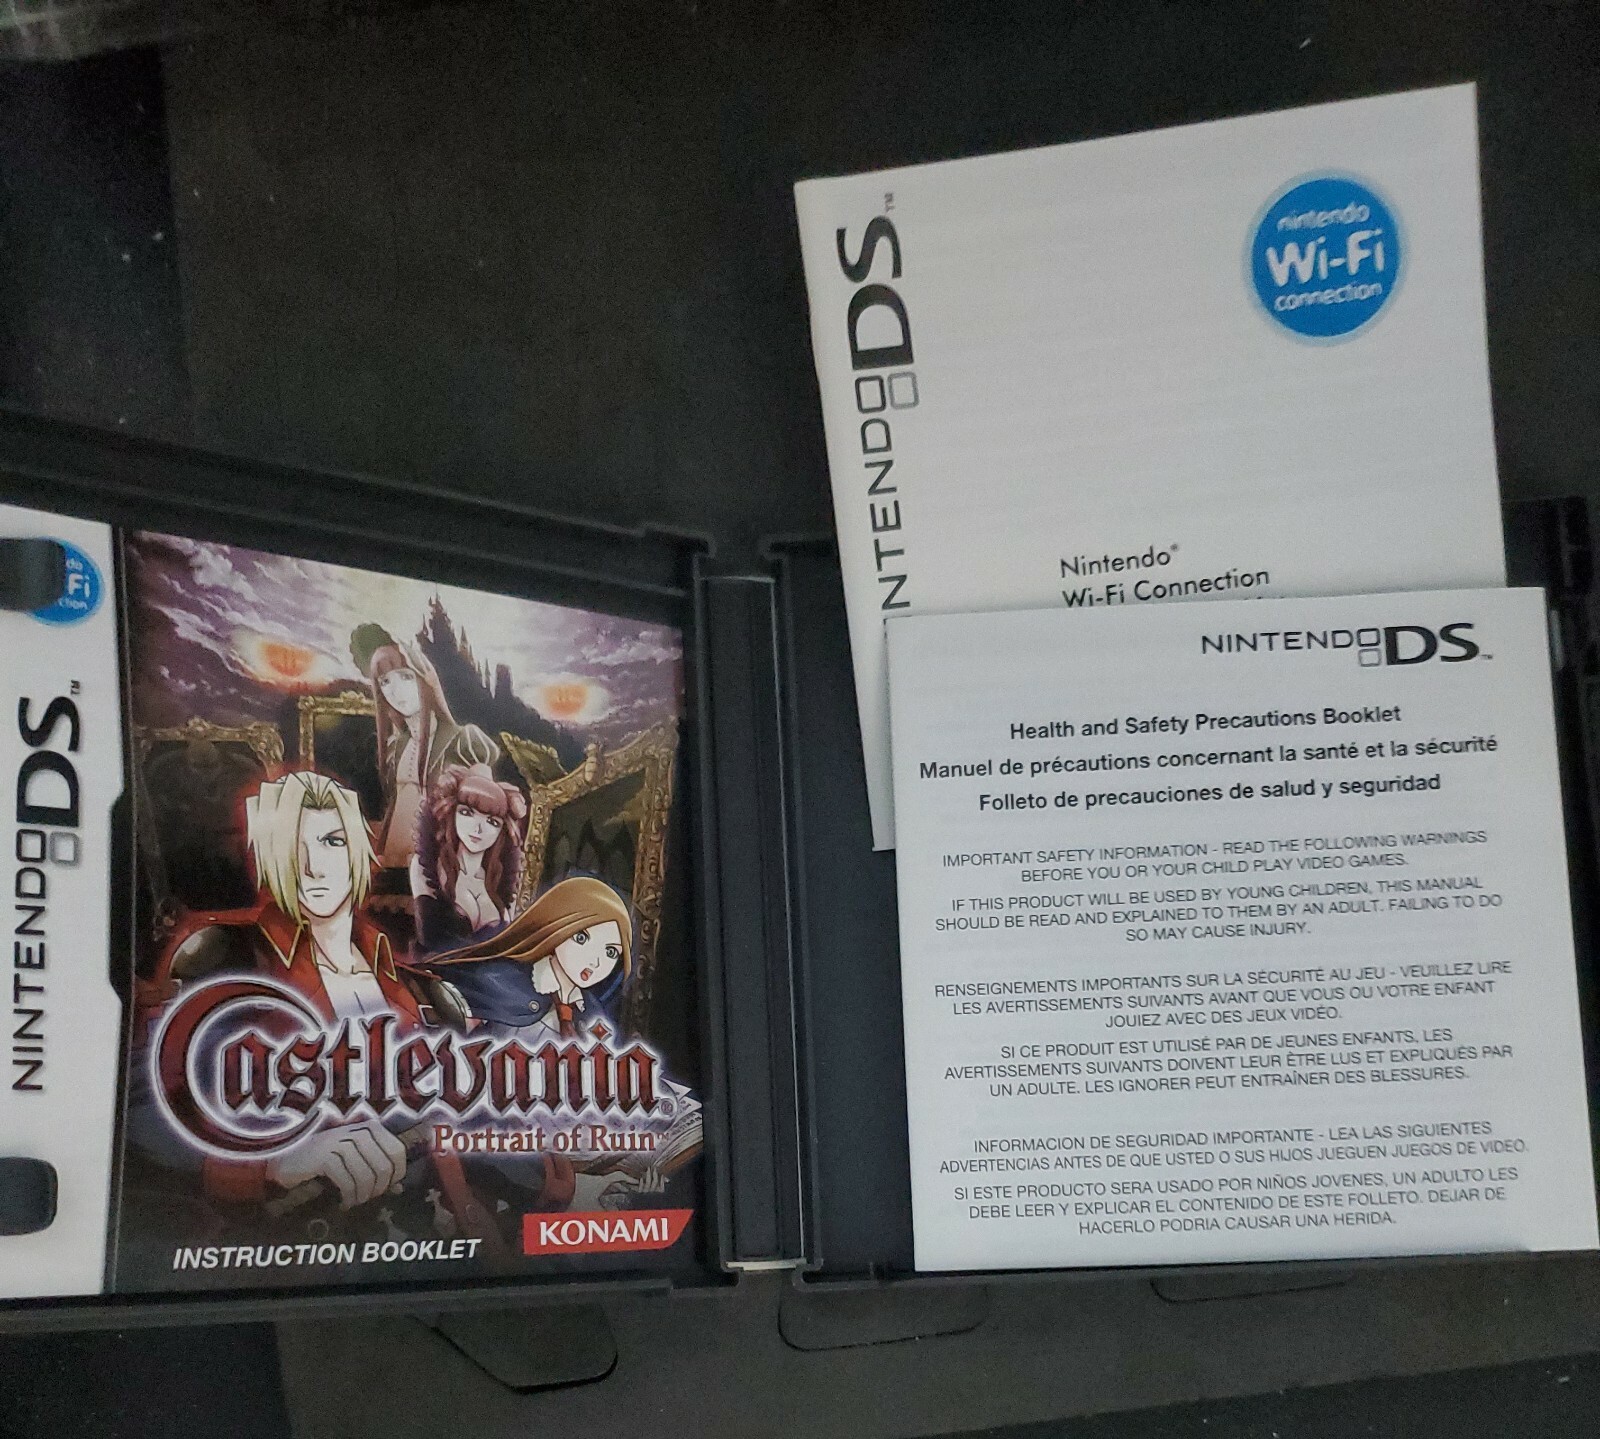 NINTENDO DS™
do
Fi
ction
Castlevania®
Portrait of Ruin™
KONAMI
INSTRUCTION BOOKLET
NINTENDO DS™
nintendo
Wi-Fi
connection
Nintendo®
Wi-Fi Connection
NINTENDO DS™
Health and Safety Precautions Booklet
Manuel de précautions concernant la santé et la sécurité
Folleto de precauciones de salud y seguridad
IMPORTANT SAFETY INFORMATION - READ THE FOLLOWING WARNINGS
BEFORE YOU OR YOUR CHILD PLAY VIDEO GAMES.
IF THIS PRODUCT WILL BE USED BY YOUNG CHILDREN, THIS MANUAL
SHOULD BE READ AND EXPLAINED TO THEM BY AN ADULT. FAILING TO DO
SO MAY CAUSE INJURY.
RENSEIGNEMENTS IMPORTANTS SUR LA SÉCURITÉ AU JEU - VEUILLEZ LIRE
LES AVERTISSEMENTS SUIVANTS AVANT QUE VOUS OU VOTRE ENFANT
JOUIEZ AVEC DES JEUX VIDÉO.
SI CE PRODUIT EST UTILISÉ PAR DE JEUNES ENFANTS, LES
AVERTISSEMENTS SUIVANTS DOIVENT LEUR ÊTRE LUS ET EXPLIQUÉS PAR
UN ADULTE. LES IGNORER PEUT ENTRAÎNER DES BLESSURES.
INFORMACION DE SEGURIDAD IMPORTANTE - LEA LAS SIGUIENTES
ADVERTENCIAS ANTES DE QUE USTED O SUS HIJOS JUEGUEN JUEGOS DE VIDEO.
SI ESTE PRODUCTO SERA USADO POR NIÑOS JOVENES, UN ADULTO LES
DEBE LEER Y EXPLICAR EL CONTENIDO DE ESTE FOLLETO. DEJAR DE
HACERLO PODRIA CAUSAR UNA HERIDA.